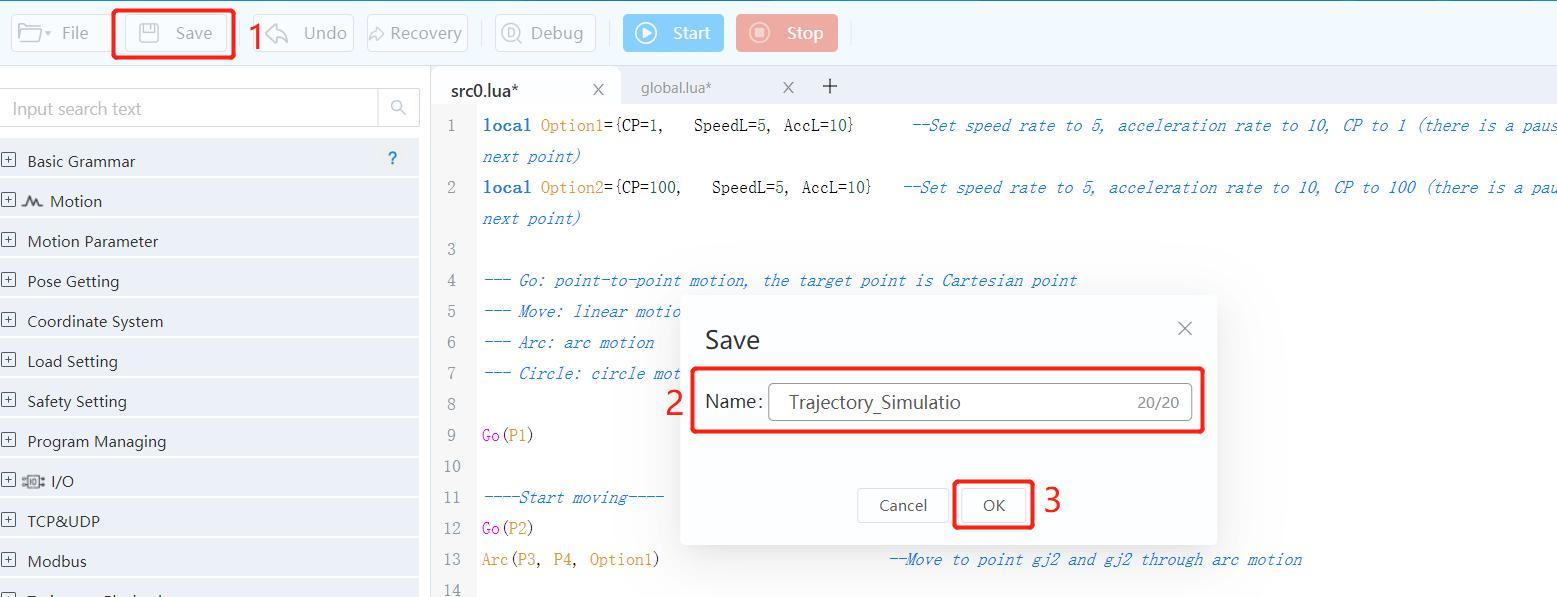 File Save 1 Undo Recovery Debug Start Stop
src0.lua* global.lua*
Input search text
Basic Grammar ?
Motion
Motion Parameter
Pose Getting
Coordinate System
Load Setting
Safety Setting
Program Managing
I/O
TCP&UDP
Modbus
1 local Option1={CP=1, SpeedL=5, AccL=10} --Set speed rate to 5, acceleration rate to 10, CP to 1 (there is a paus
next point)
2 local Option2={CP=100, SpeedL=5, AccL=10} --Set speed rate to 5, acceleration rate to 10, CP to 100 (there is a pau
next point)
3
4 --- Go: point-to-point motion, the target point is Cartesian point
5 --- Move: linear motio
6 --- Arc: arc motion
7 --- Circle: circle mot
8
9 Go(P1)
10
11 ----Start moving----
12 Go(P2)
13 Arc(P3, P4, Option1) --Move to point gj2 and gj2 through arc motion
14
Save
2 Name: Trajectory_Simulatio 20/20
Cancel OK 3